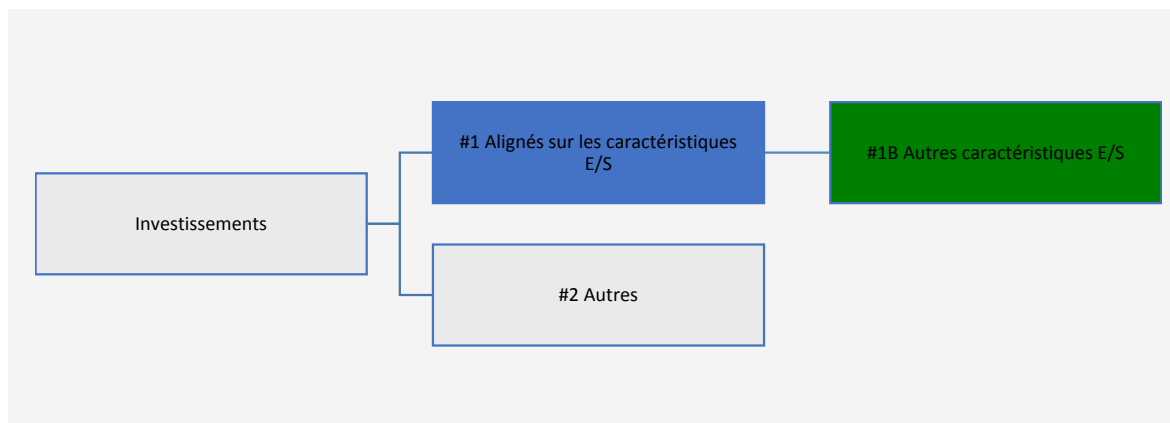 #1 Alignés sur les caractéristiques
E/S
#1B Autres caractéristiques E/S
Investissements
#2 Autres